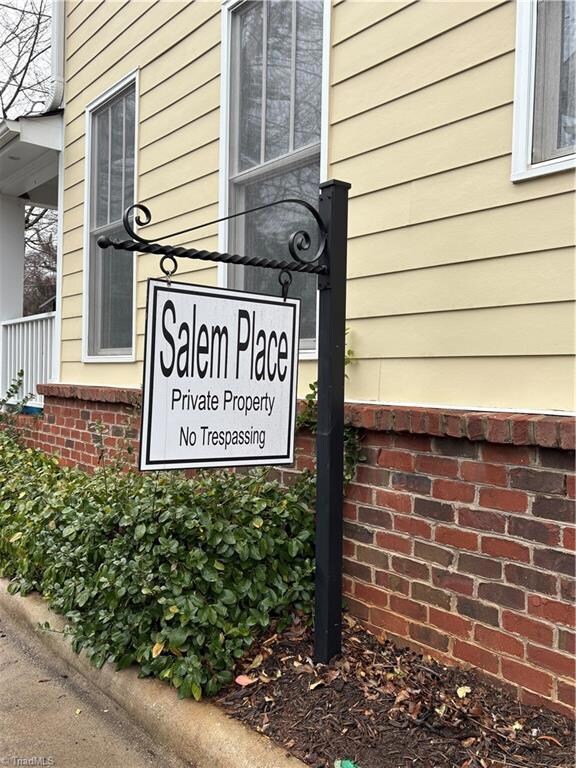 Salem Place
Private Property
No Trespassing
© TriadMLS